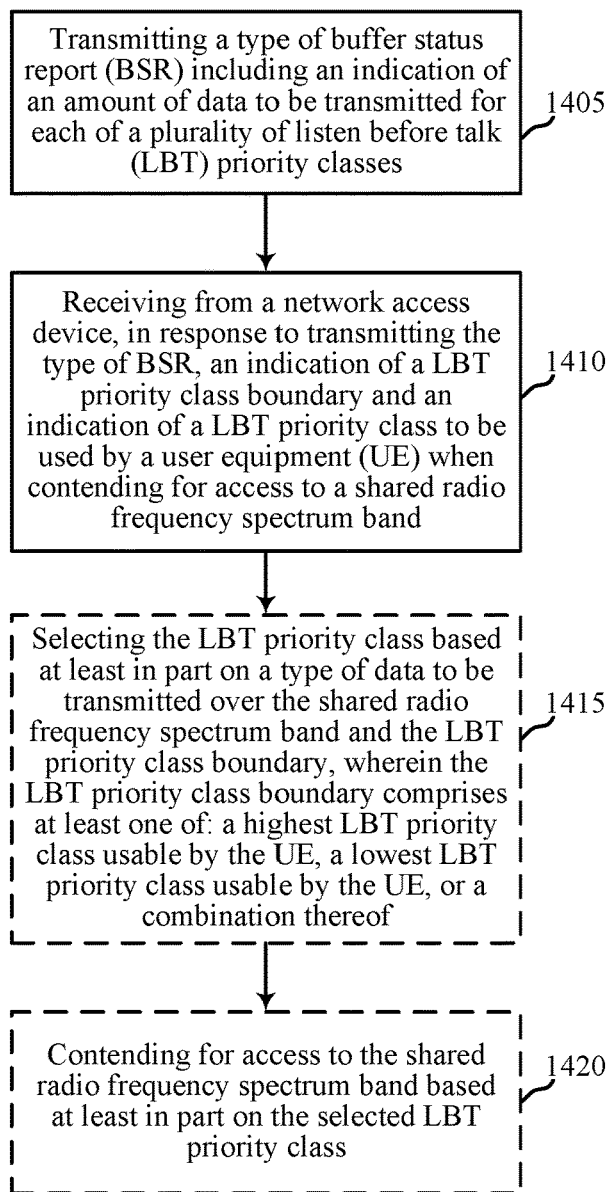 Transmitting a type of buffer status
report (BSR) including an indication of
an amount of data to be transmitted for
each of a plurality of listen before talk
(LBT) priority classes
1405
Receiving from a network access
device, in response to transmitting the
type of BSR, an indication of a LBT
priority class boundary and an
indication of a LBT priority class to be
used by a user equipment (UE) when
contending for access to a shared radio
frequency spectrum band
1410
Selecting the LBT priority class based
at least in part on a type of data to be
transmitted over the shared radio
frequency spectrum band and the LBT
priority class boundary, wherein the
LBT priority class boundary comprises
at least one of: a highest LBT priority
class usable by the UE, a lowest LBT
priority class usable by the UE, or a
combination thereof
1415
Contending for access to the shared
radio frequency spectrum band based
at least in part on the selected LBT
priority class
1420